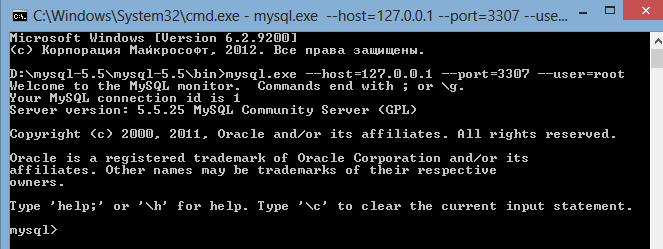 C:\Windows\System32\cmd.exe - mysql.exe --host=127.0.0.1 --port=3307 --use...
Microsoft Windows [Version 6.2.9200]
(c) Корпорация Майкрософт, 2012. Все права защищены.
D:\mysql-5.5\mysql-5.5\bin>mysql.exe --host=127.0.0.1 --port=3307 --user=root
Welcome to the MySQL monitor.  Commands end with ; or \g.
Your MySQL connection id is 1
Server version: 5.5.25 MySQL Community Server (GPL)
Copyright (c) 2000, 2011, Oracle and/or its affiliates. All rights reserved.
Oracle is a registered trademark of Oracle Corporation and/or its
affiliates. Other names may be trademarks of their respective
owners.
Type 'help;' or '\h' for help. Type '\c' to clear the current input statement.
mysql>